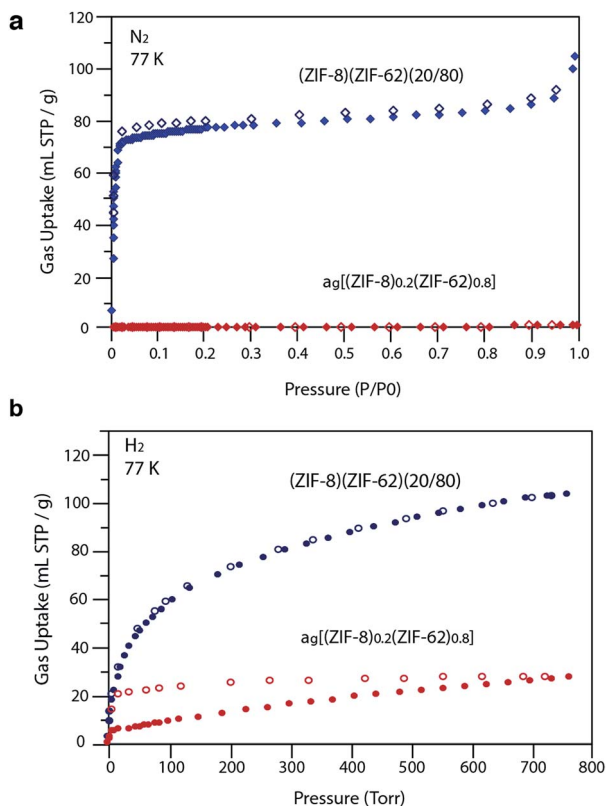 a
N2
77 K
(ZIF-8)(ZIF-62)(20/80)
ag[(ZIF-8)0.2(ZIF-62)0.8]
Gas Uptake (mL STP / g)
120
100
80
60
40
20
0
0 0.1 0.2 0.3 0.4 0.5 0.6 0.7 0.8 0.9 1.0
Pressure (P/P0)
b
H2
77 K
(ZIF-8)(ZIF-62)(20/80)
ag[(ZIF-8)0.2(ZIF-62)0.8]
Gas Uptake (mL STP / g)
120
100
80
60
40
20
0
0 100 200 300 400 500 600 700 800
Pressure (Torr)